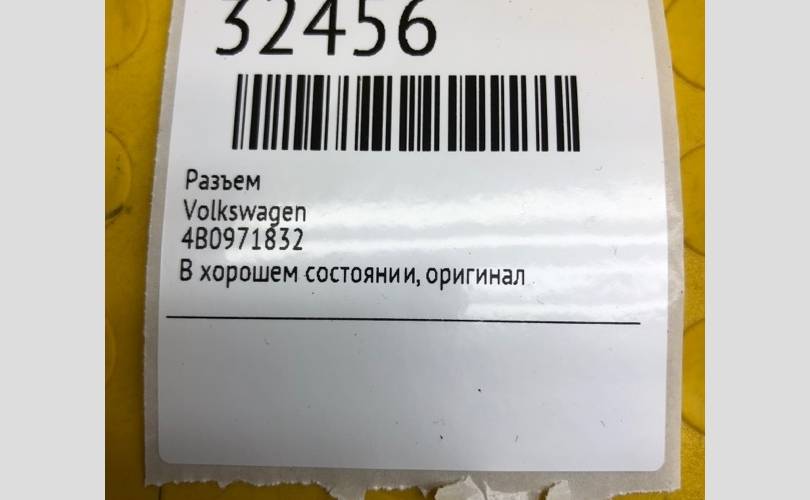 32456
Разъем
Volkswagen
4B0971832
В хорошем состоянии, оригинал